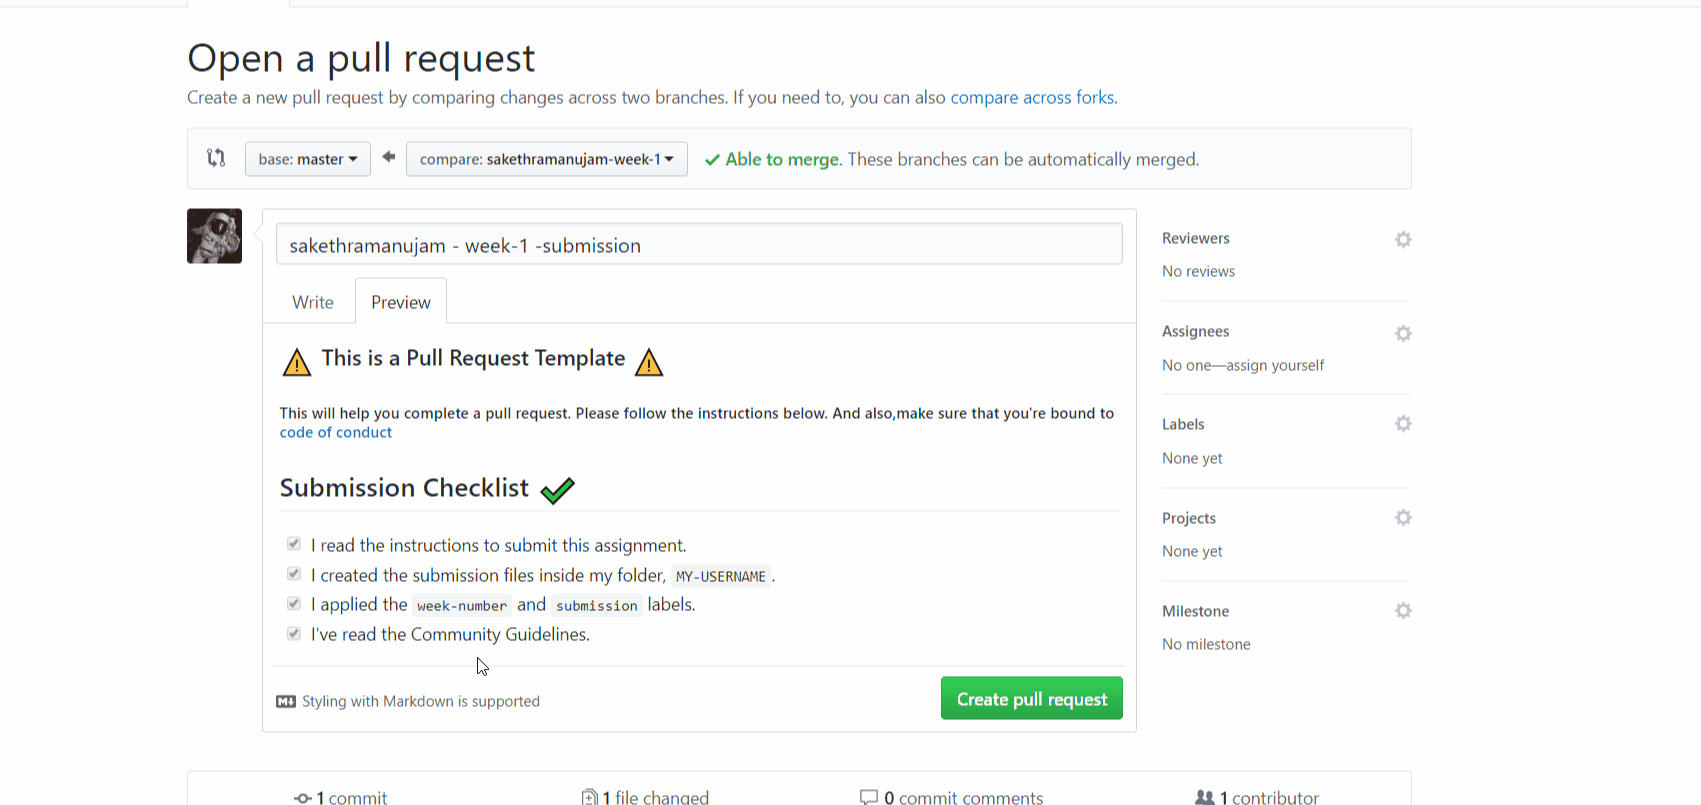 Open a pull request
Create a new pull request by comparing changes across two branches. If you need to, you can also compare across forks.
base: master compare: sakethramanujam-week-1 Able to merge. These branches can be automatically merged.
sakethramanujam - week-1 -submission
Write Preview
This is a Pull Request Template
This will help you complete a pull request. Please follow the instructions below. And also,make sure that you're bound to
code of conduct
Submission Checklist
I read the instructions to submit this assignment.
I created the submission files inside my folder, MY-USERNAME .
I applied the week-number and submission labels.
I've read the Community Guidelines.
M Styling with Markdown is supported
Create pull request
Reviewers
No reviews
Assignees
No one—assign yourself
Labels
None yet
Projects
None yet
Milestone
No milestone
1 commit 1 file changed 0 commit comments 1 contributor